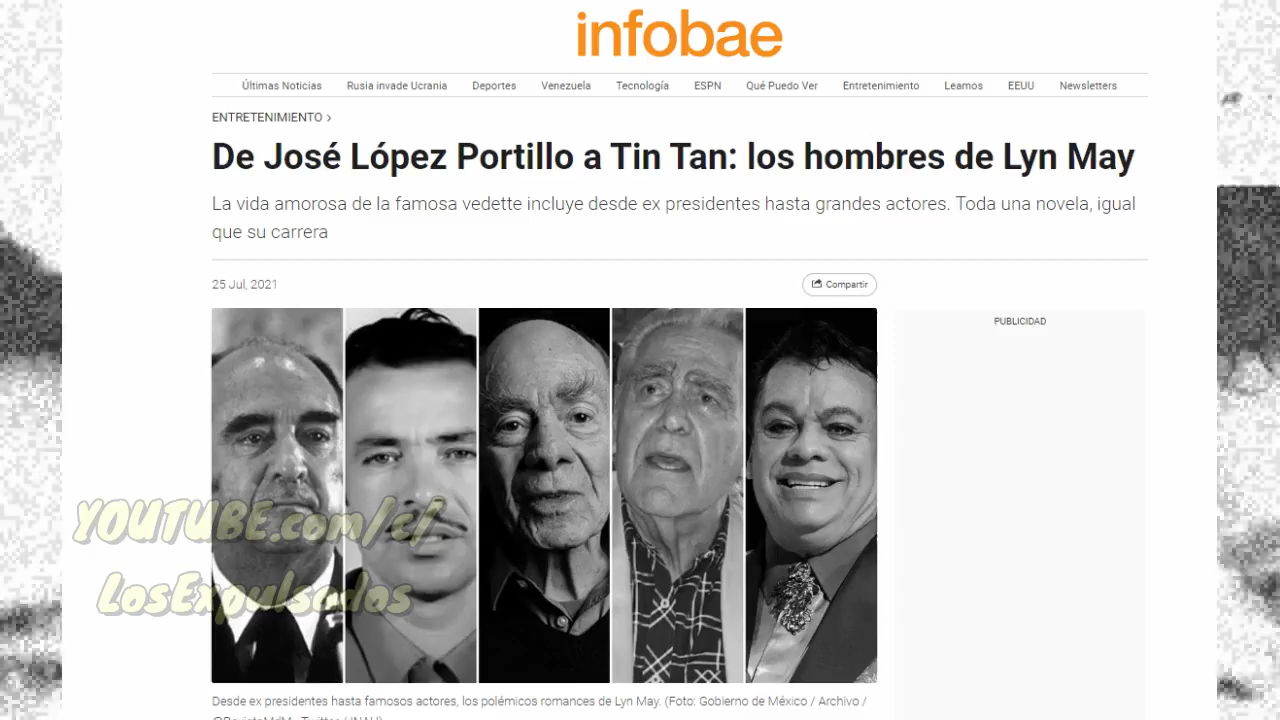 infobae
Últimas Noticias Rusia invade Ucrania Deportes Venezuela Tecnología ESPN Qué Puedo Ver Entretenimiento Leamos EEUU Newsletters
ENTRETENIMIENTO >
De José López Portillo a Tin Tan: los hombres de Lyn May
La vida amorosa de la famosa vedette incluye desde ex presidentes hasta grandes actores. Toda una novela, igual
que su carrera
25 Jul, 2021
Compartir
PUBLICIDAD
YOUTUBE.com/c/
LosExpulsados
Desde ex presidentes hasta famosos actores, los polémicos romances de Lyn May. (Foto: Gobierno de México / Archivo /